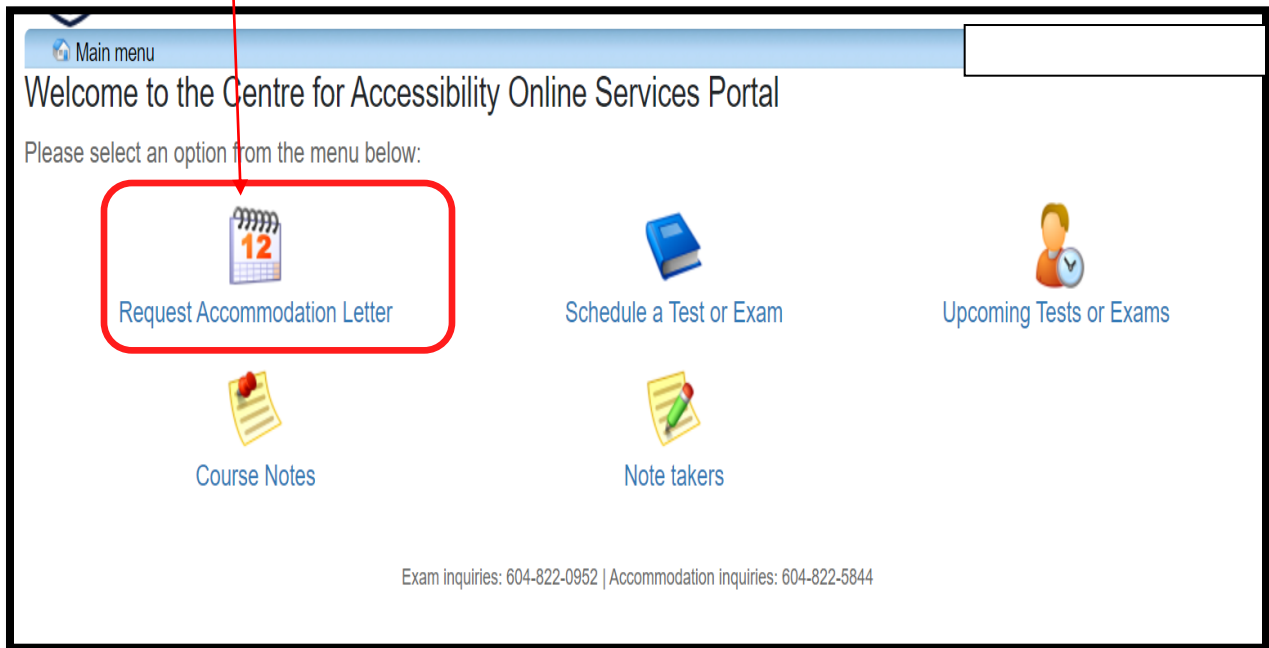 Main menu
Welcome to the Centre for Accessibility Online Services Portal
Please select an option from the menu below:
12
Request Accommodation Letter
Schedule a Test or Exam
Upcoming Tests or Exams
Course Notes
Note takers
Exam inquiries: 604-822-0952 | Accommodation inquiries: 604-822-5844